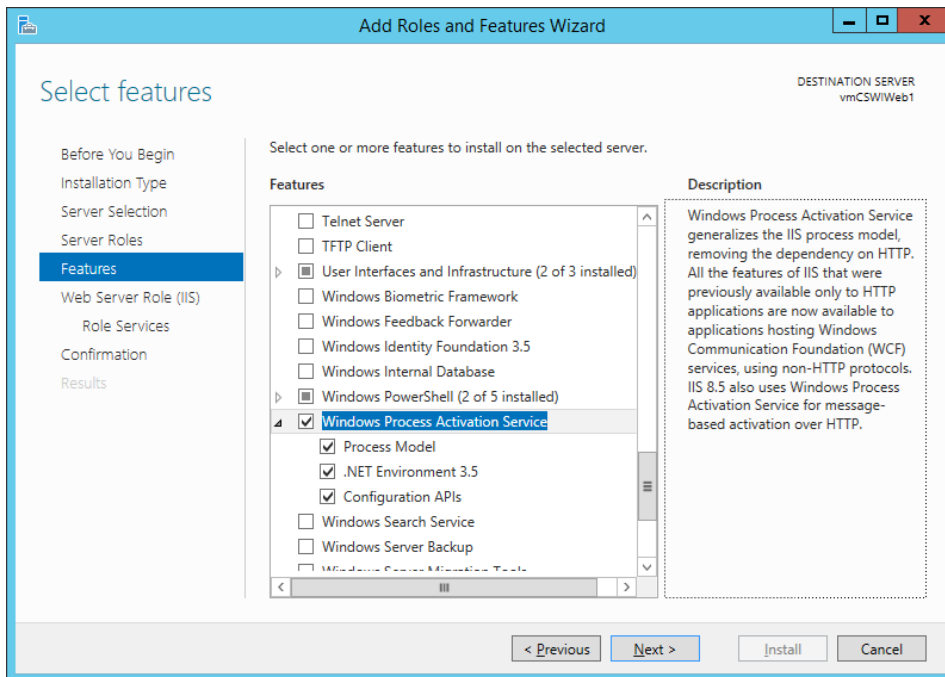 Add Roles and Features Wizard
Select features
DESTINATION SERVER
vmCSWIWeb1
Before You Begin
Installation Type
Server Selection
Server Roles
Features
Web Server Role (IIS)
Role Services
Confirmation
Results
Select one or more features to install on the selected server.
Features
Telnet Server
TFTP Client
User Interfaces and Infrastructure (2 of 3 installed)
Windows Biometric Framework
Windows Feedback Forwarder
Windows Identity Foundation 3.5
Windows Internal Database
Windows PowerShell (2 of 5 installed)
Windows Process Activation Service
Process Model
.NET Environment 3.5
Configuration APIs
Windows Search Service
Windows Server Backup
Windows Server Migration Tools
Description
Windows Process Activation Service
generalizes the IIS process model,
removing the dependency on HTTP.
All the features of IIS that were
previously available only to HTTP
applications are now available to
applications hosting Windows
Communication Foundation (WCF)
services, using non-HTTP protocols.
IIS 8.5 also uses Windows Process
Activation Service for message-
based activation over HTTP.
< Previous
Next >
Install
Cancel